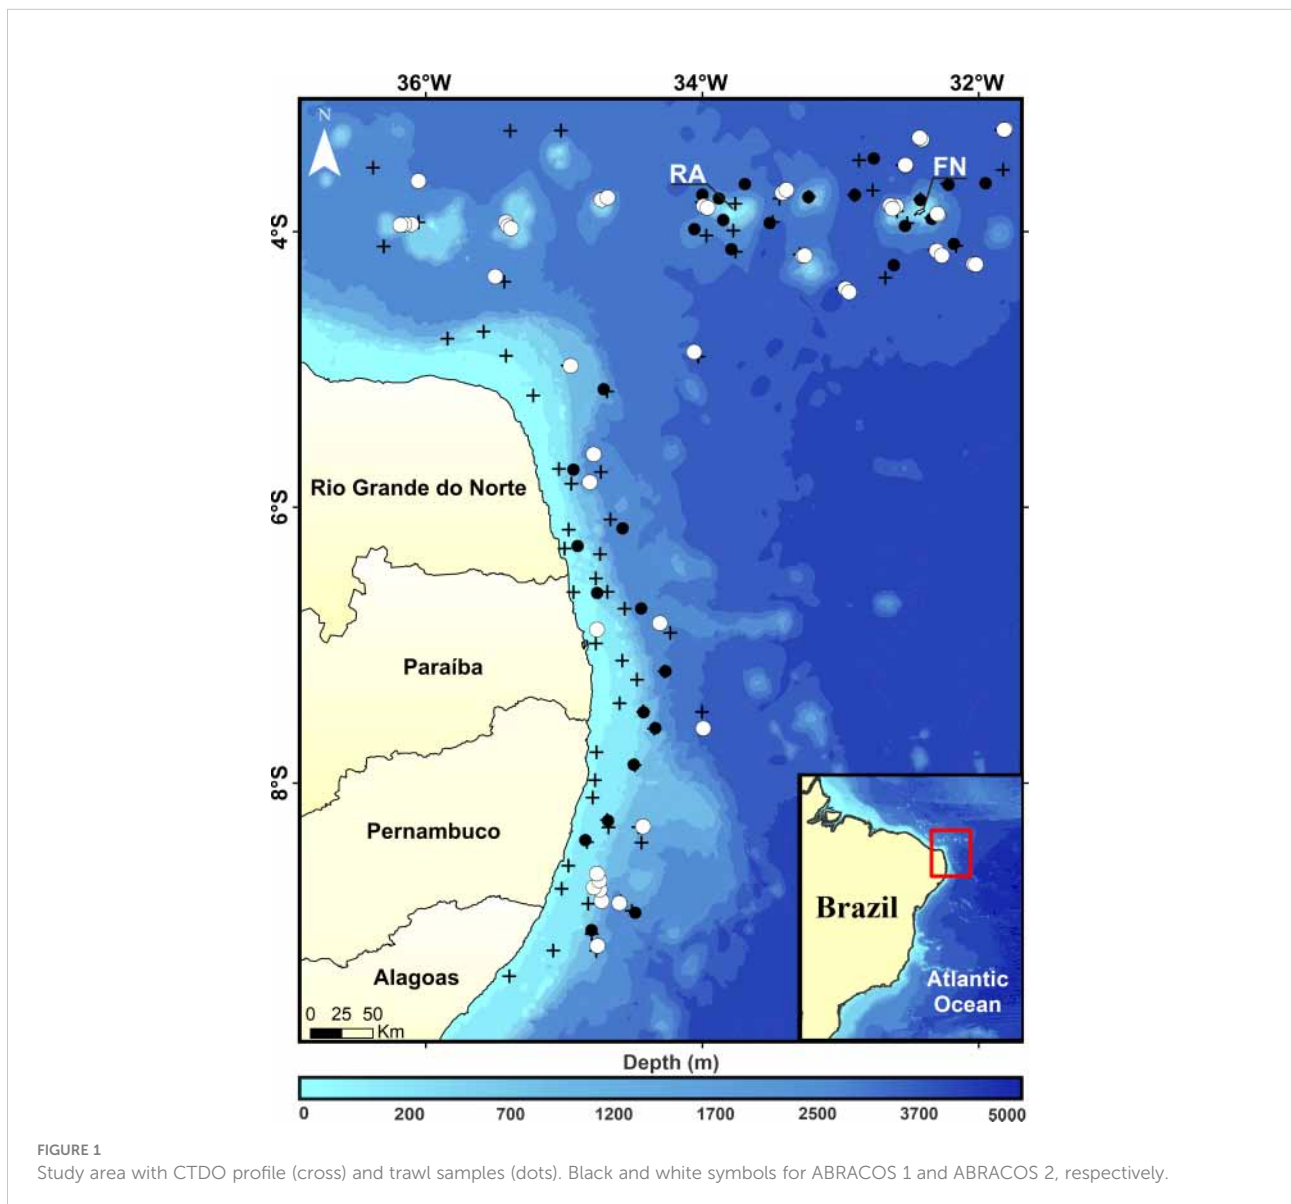 36°W 34°W 32°W
N
RA FN
4°S
Rio Grande do Norte
6°S
Paraíba
8°S
Pernambuco
Brazil
Alagoas
Atlantic
Ocean
0 25 50
Km
Depth (m)
0 200 700 1200 1700 2500 3700 5000
FIGURE 1
Study area with CTDO profile (cross) and trawl samples (dots). Black and white symbols for ABRACOS 1 and ABRACOS 2, respectively.